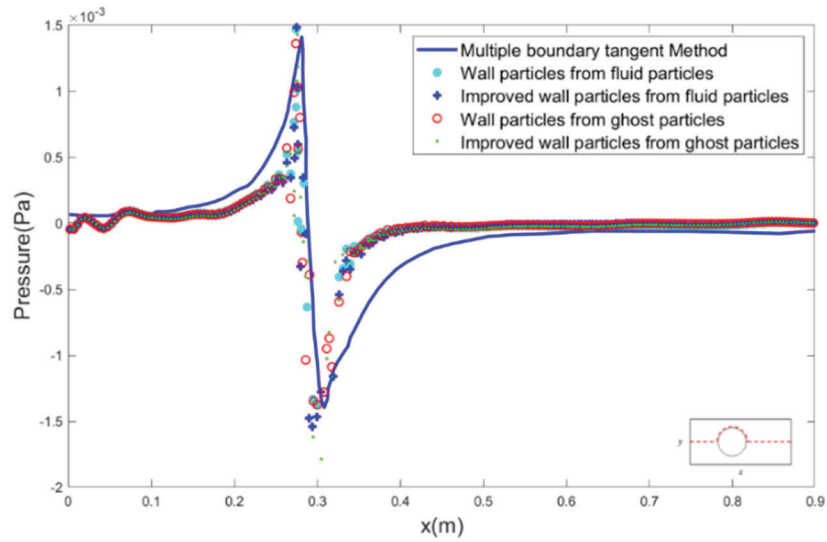 ×10⁻³
1.5
1
0.5
0
-0.5
-1
-1.5
-2
Pressure(Pa)
Multiple boundary tangent Method
Wall particles from fluid particles
Improved wall particles from fluid particles
Wall particles from ghost particles
Improved wall particles from ghost particles
y
x
0 0.1 0.2 0.3 0.4 0.5 0.6 0.7 0.8 0.9
x(m)